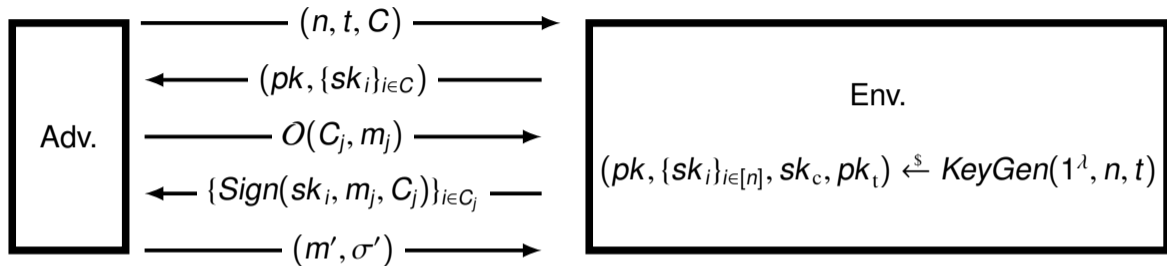 (n, t, C)
(pk, {sk_i}_{i∈C})
Env.
Adv.
O(C_j, m_j)
(pk, {sk_i}_{i∈[n]}, sk_c, pk_t) ←$ KeyGen(1^λ, n, t)
{Sign(sk_i, m_j, C_j)}_{i∈C_j}
(m′, σ′)